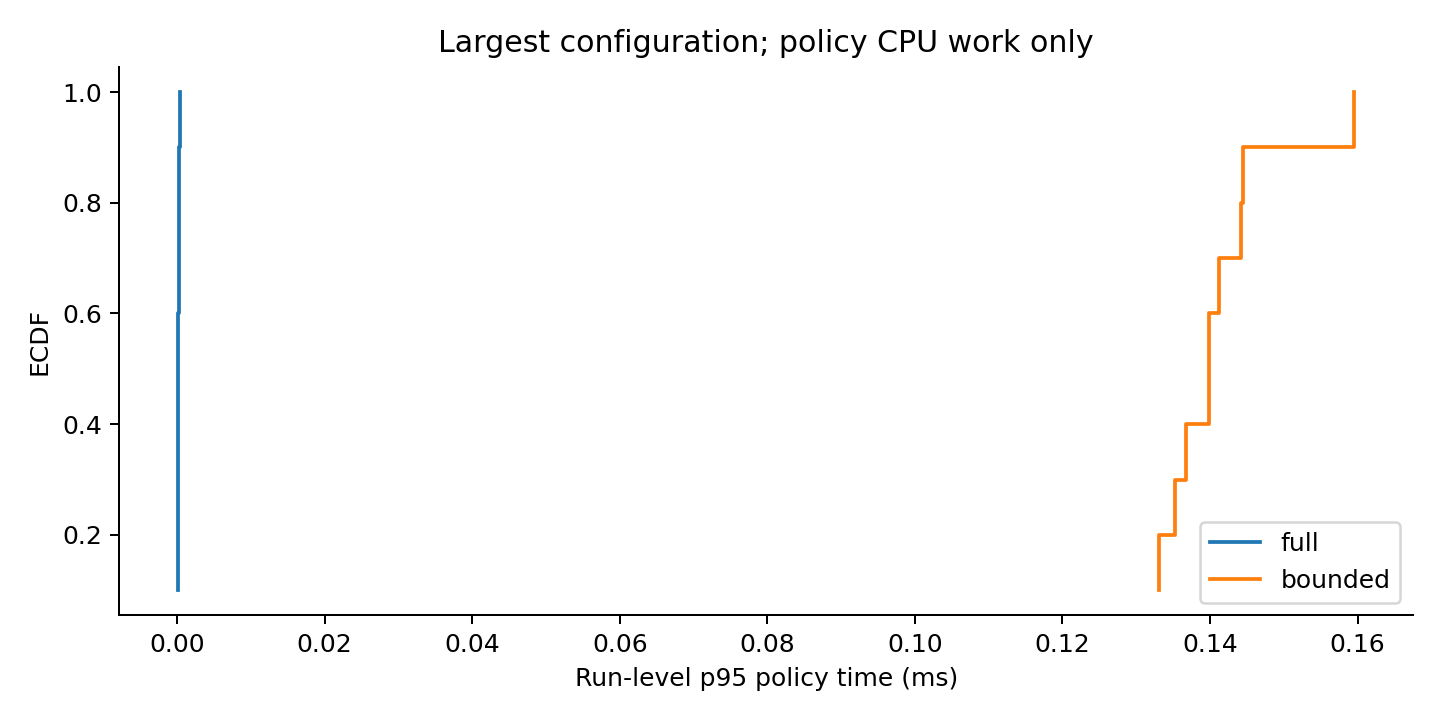 Largest configuration; policy CPU work only
ECDF
1.0
0.8
0.6
0.4
0.2
full
bounded
0.00 0.02 0.04 0.06 0.08 0.10 0.12 0.14 0.16
Run-level p95 policy time (ms)